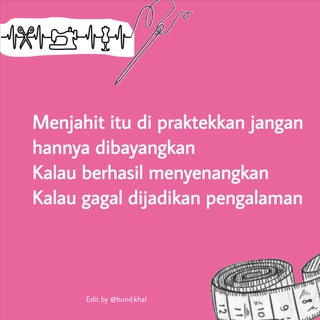 Menjahit itu di praktekkan jangan
hannya dibayangkan
Kalau berhasil menyenangkan
Kalau gagal dijadikan pengalaman
Edit by @bund.khal